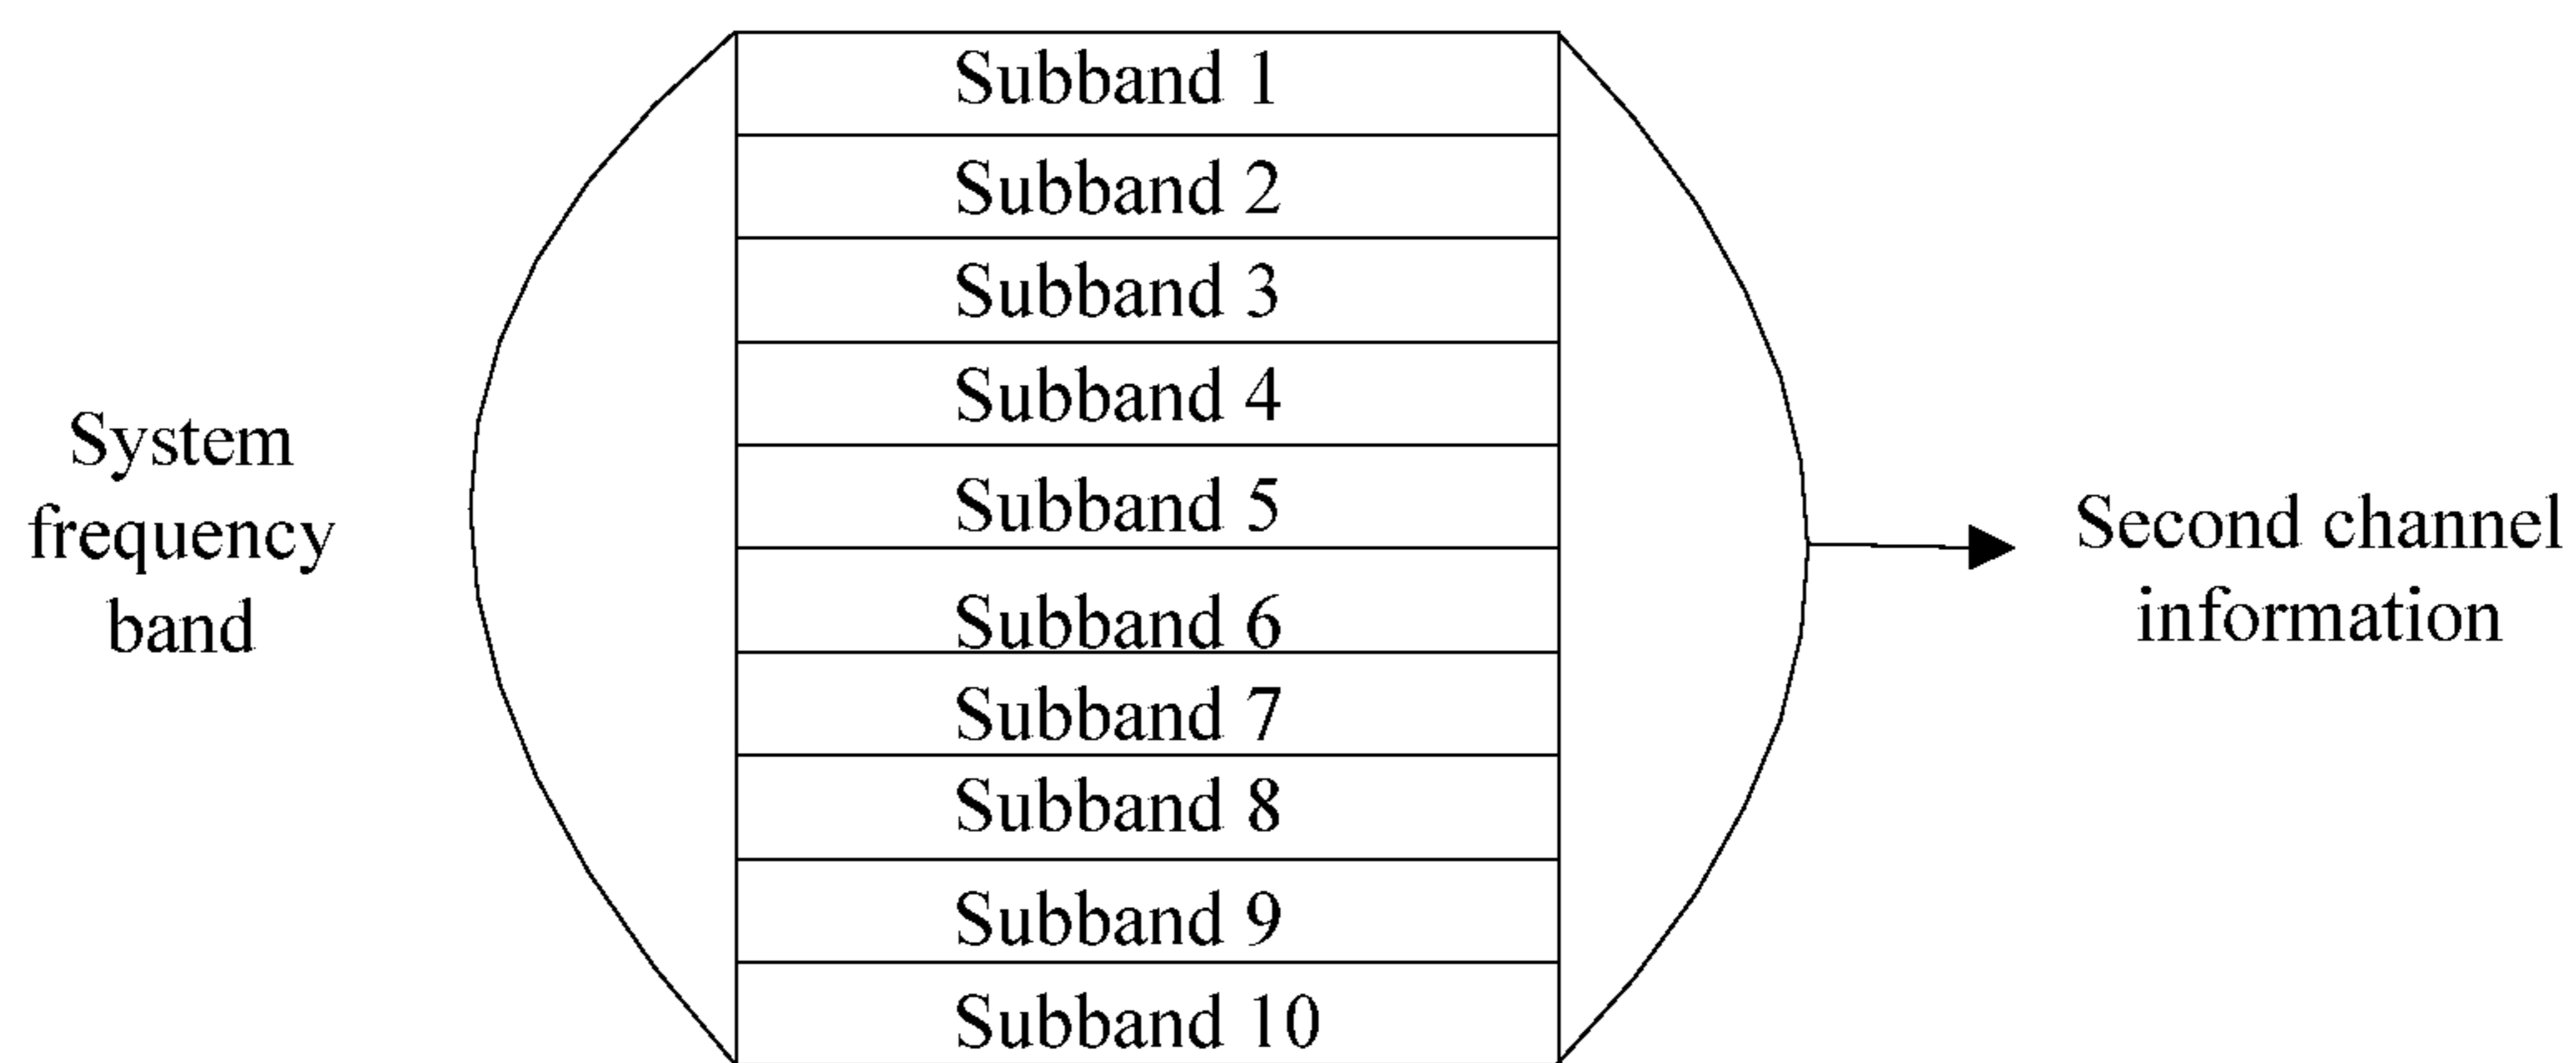 System
frequency
band
Subband 1
Subband 2
Subband 3
Subband 4
Subband 5
Subband 6
Subband 7
Subband 8
Subband 9
Subband 10
Second channel
information